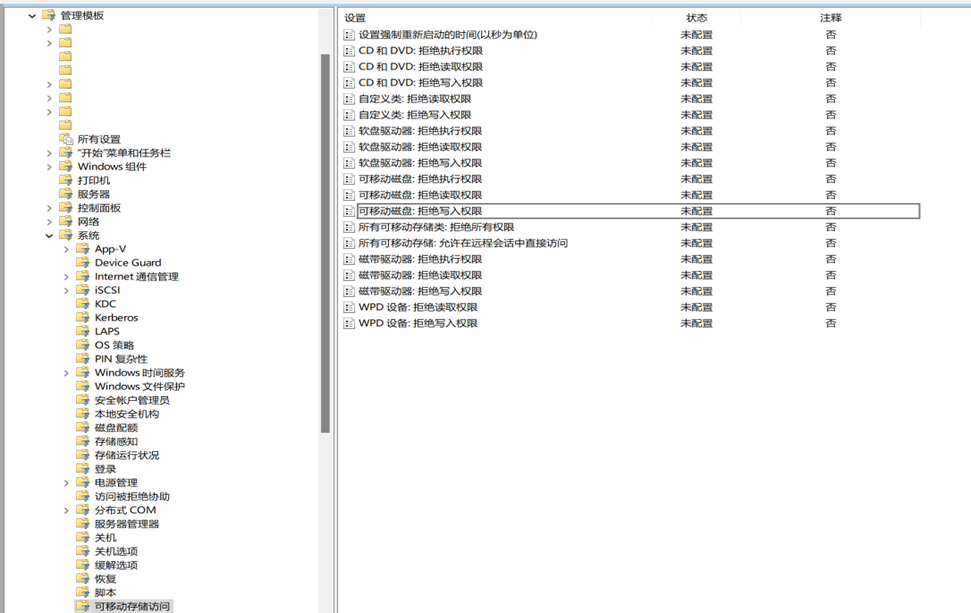 管理模板
所有设置
"开始"菜单和任务栏
Windows 组件
打印机
服务器
控制面板
网络
系统
App-V
Device Guard
Internet 通信管理
iSCSI
KDC
Kerberos
LAPS
OS 策略
PIN 复杂性
Windows 时间服务
Windows 文件保护
安全帐户管理员
本地安全机构
磁盘配额
存储感知
存储运行状况
登录
电源管理
访问被拒绝协助
分布式 COM
服务器管理器
关机
关机选项
缓解选项
恢复
脚本
可移动存储访问
设置 状态 注释
设置强制重新启动的时间(以秒为单位) 未配置 否
CD 和 DVD: 拒绝执行权限 未配置 否
CD 和 DVD: 拒绝读取权限 未配置 否
CD 和 DVD: 拒绝写入权限 未配置 否
自定义类: 拒绝读取权限 未配置 否
自定义类: 拒绝写入权限 未配置 否
软盘驱动器: 拒绝执行权限 未配置 否
软盘驱动器: 拒绝读取权限 未配置 否
软盘驱动器: 拒绝写入权限 未配置 否
可移动磁盘: 拒绝执行权限 未配置 否
可移动磁盘: 拒绝读取权限 未配置 否
可移动磁盘: 拒绝写入权限 未配置 否
所有可移动存储类: 拒绝所有权限 未配置 否
所有可移动存储: 允许在远程会话中直接访问 未配置 否
磁带驱动器: 拒绝执行权限 未配置 否
磁带驱动器: 拒绝读取权限 未配置 否
磁带驱动器: 拒绝写入权限 未配置 否
WPD 设备: 拒绝读取权限 未配置 否
WPD 设备: 拒绝写入权限 未配置 否